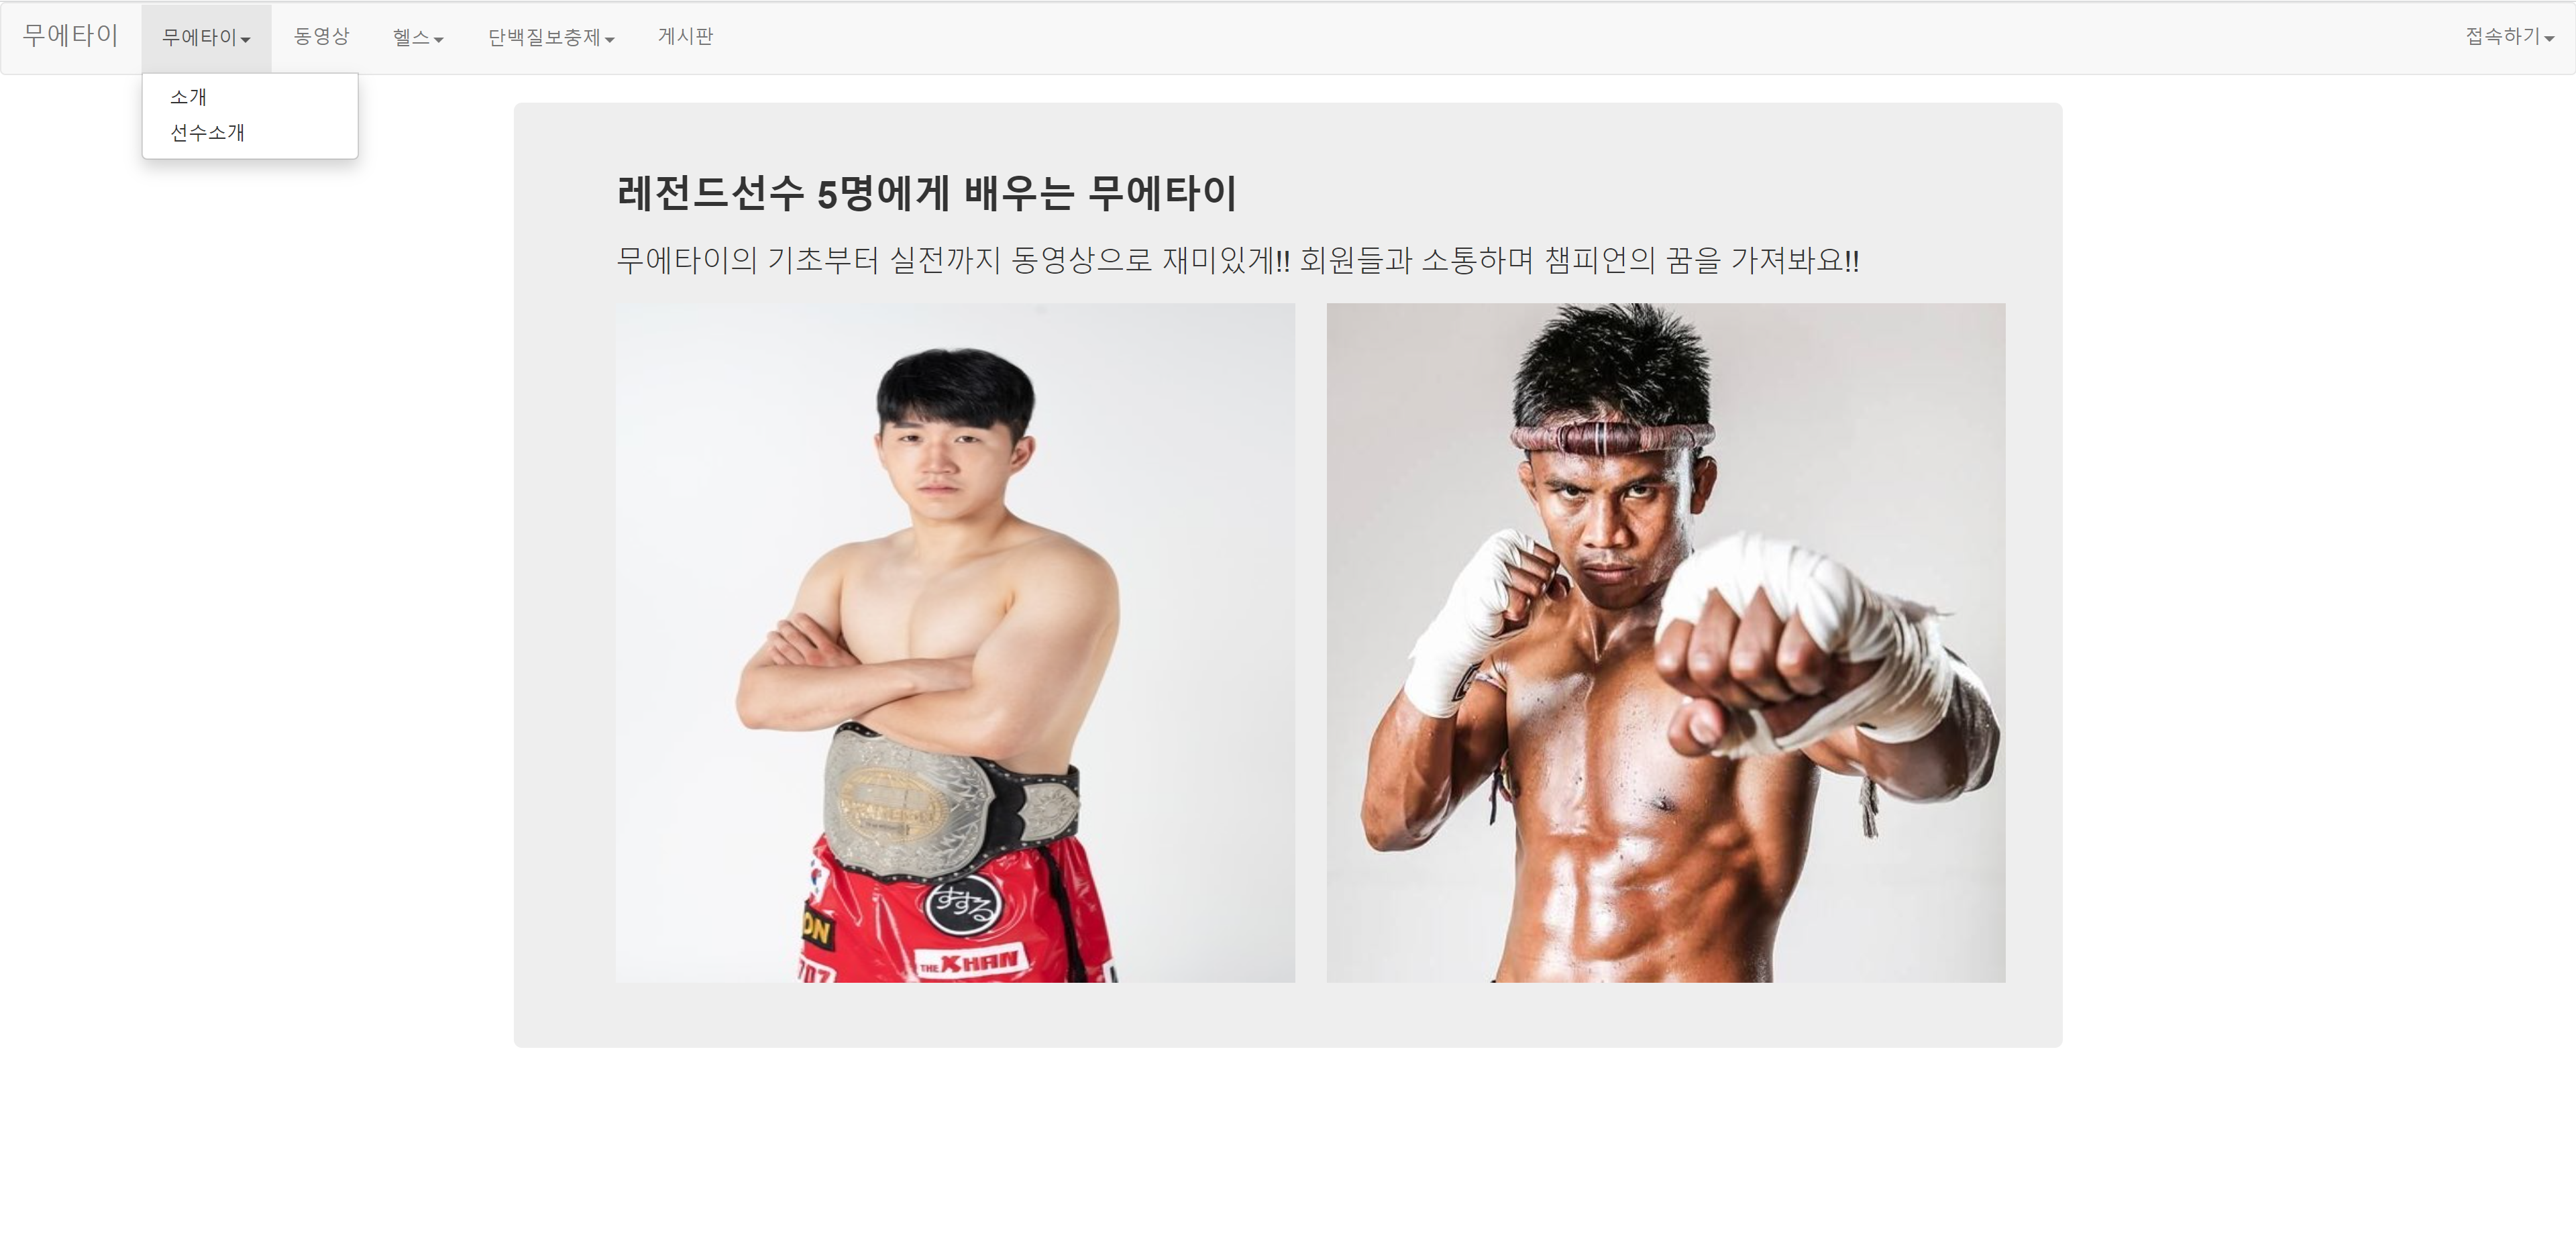 무에타이
무에타이
동영상
헬스
단백질보충제
게시판
접속하기
소개
선수소개
레전드선수 5명에게 배우는 무에타이
무에타이의 기초부터 실전까지 동영상으로 재미있게!! 회원들과 소통하며 챔피언의 꿈을 가져봐요!!
すする
ON
THE KHAN
707